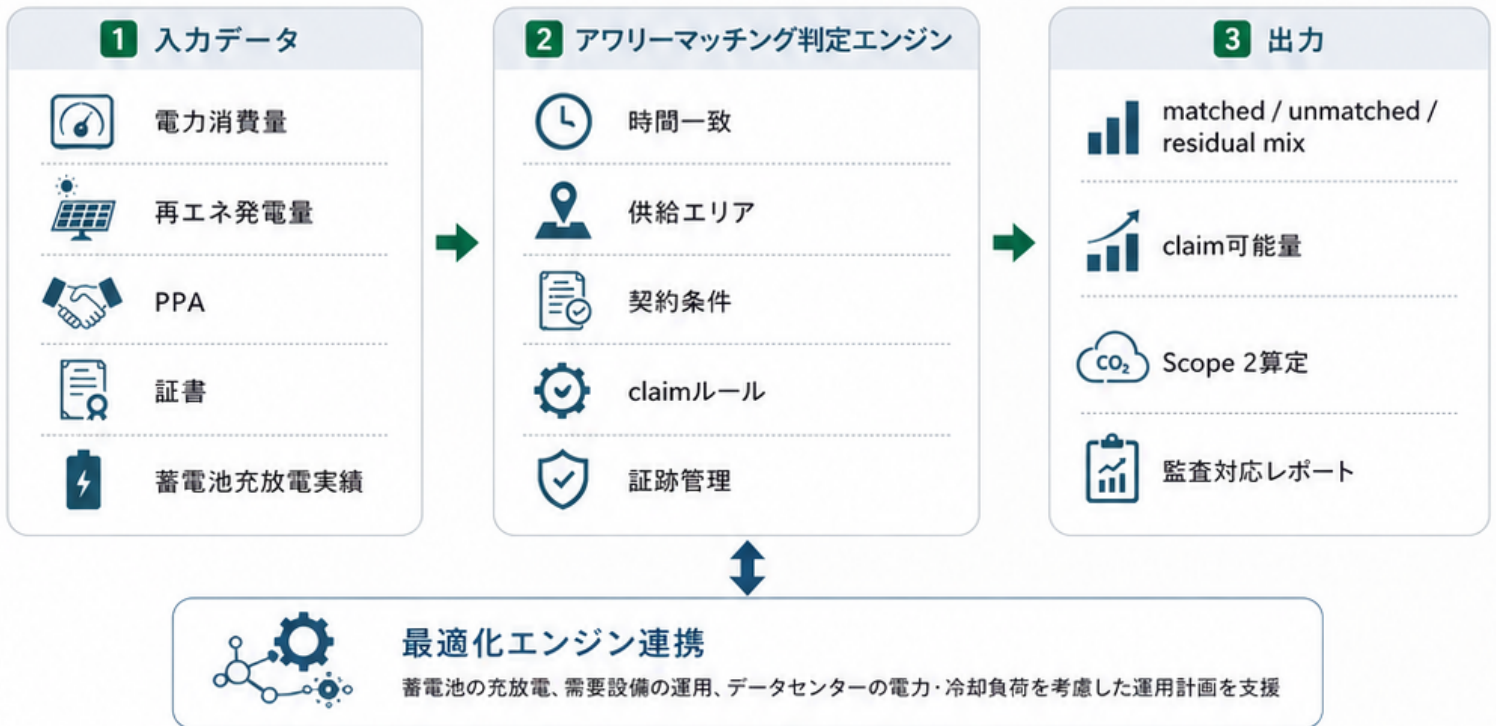 1 入力データ
電力消費量
再エネ発電量
PPA
証書
蓄電池充放電実績
2 アワリーマッチング判定エンジン
時間一致
供給エリア
契約条件
claimルール
証跡管理
3 出力
matched / unmatched /
residual mix
claim可能量
CO₂ Scope 2算定
監査対応レポート
最適化エンジン連携
蓄電池の充放電、需要設備の運用、データセンターの電力・冷却負荷を考慮した運用計画を支援